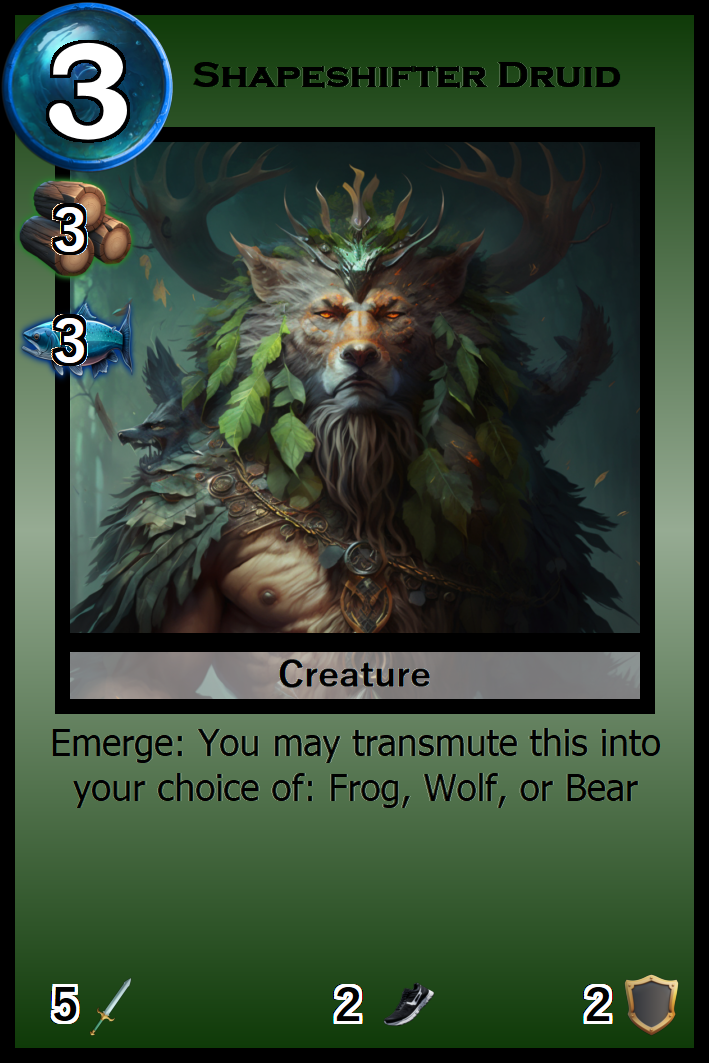 3
Shapeshifter Druid
3
3
Creature
Emerge: You may transmute this into
your choice of: Frog, Wolf, or Bear
5 2 2